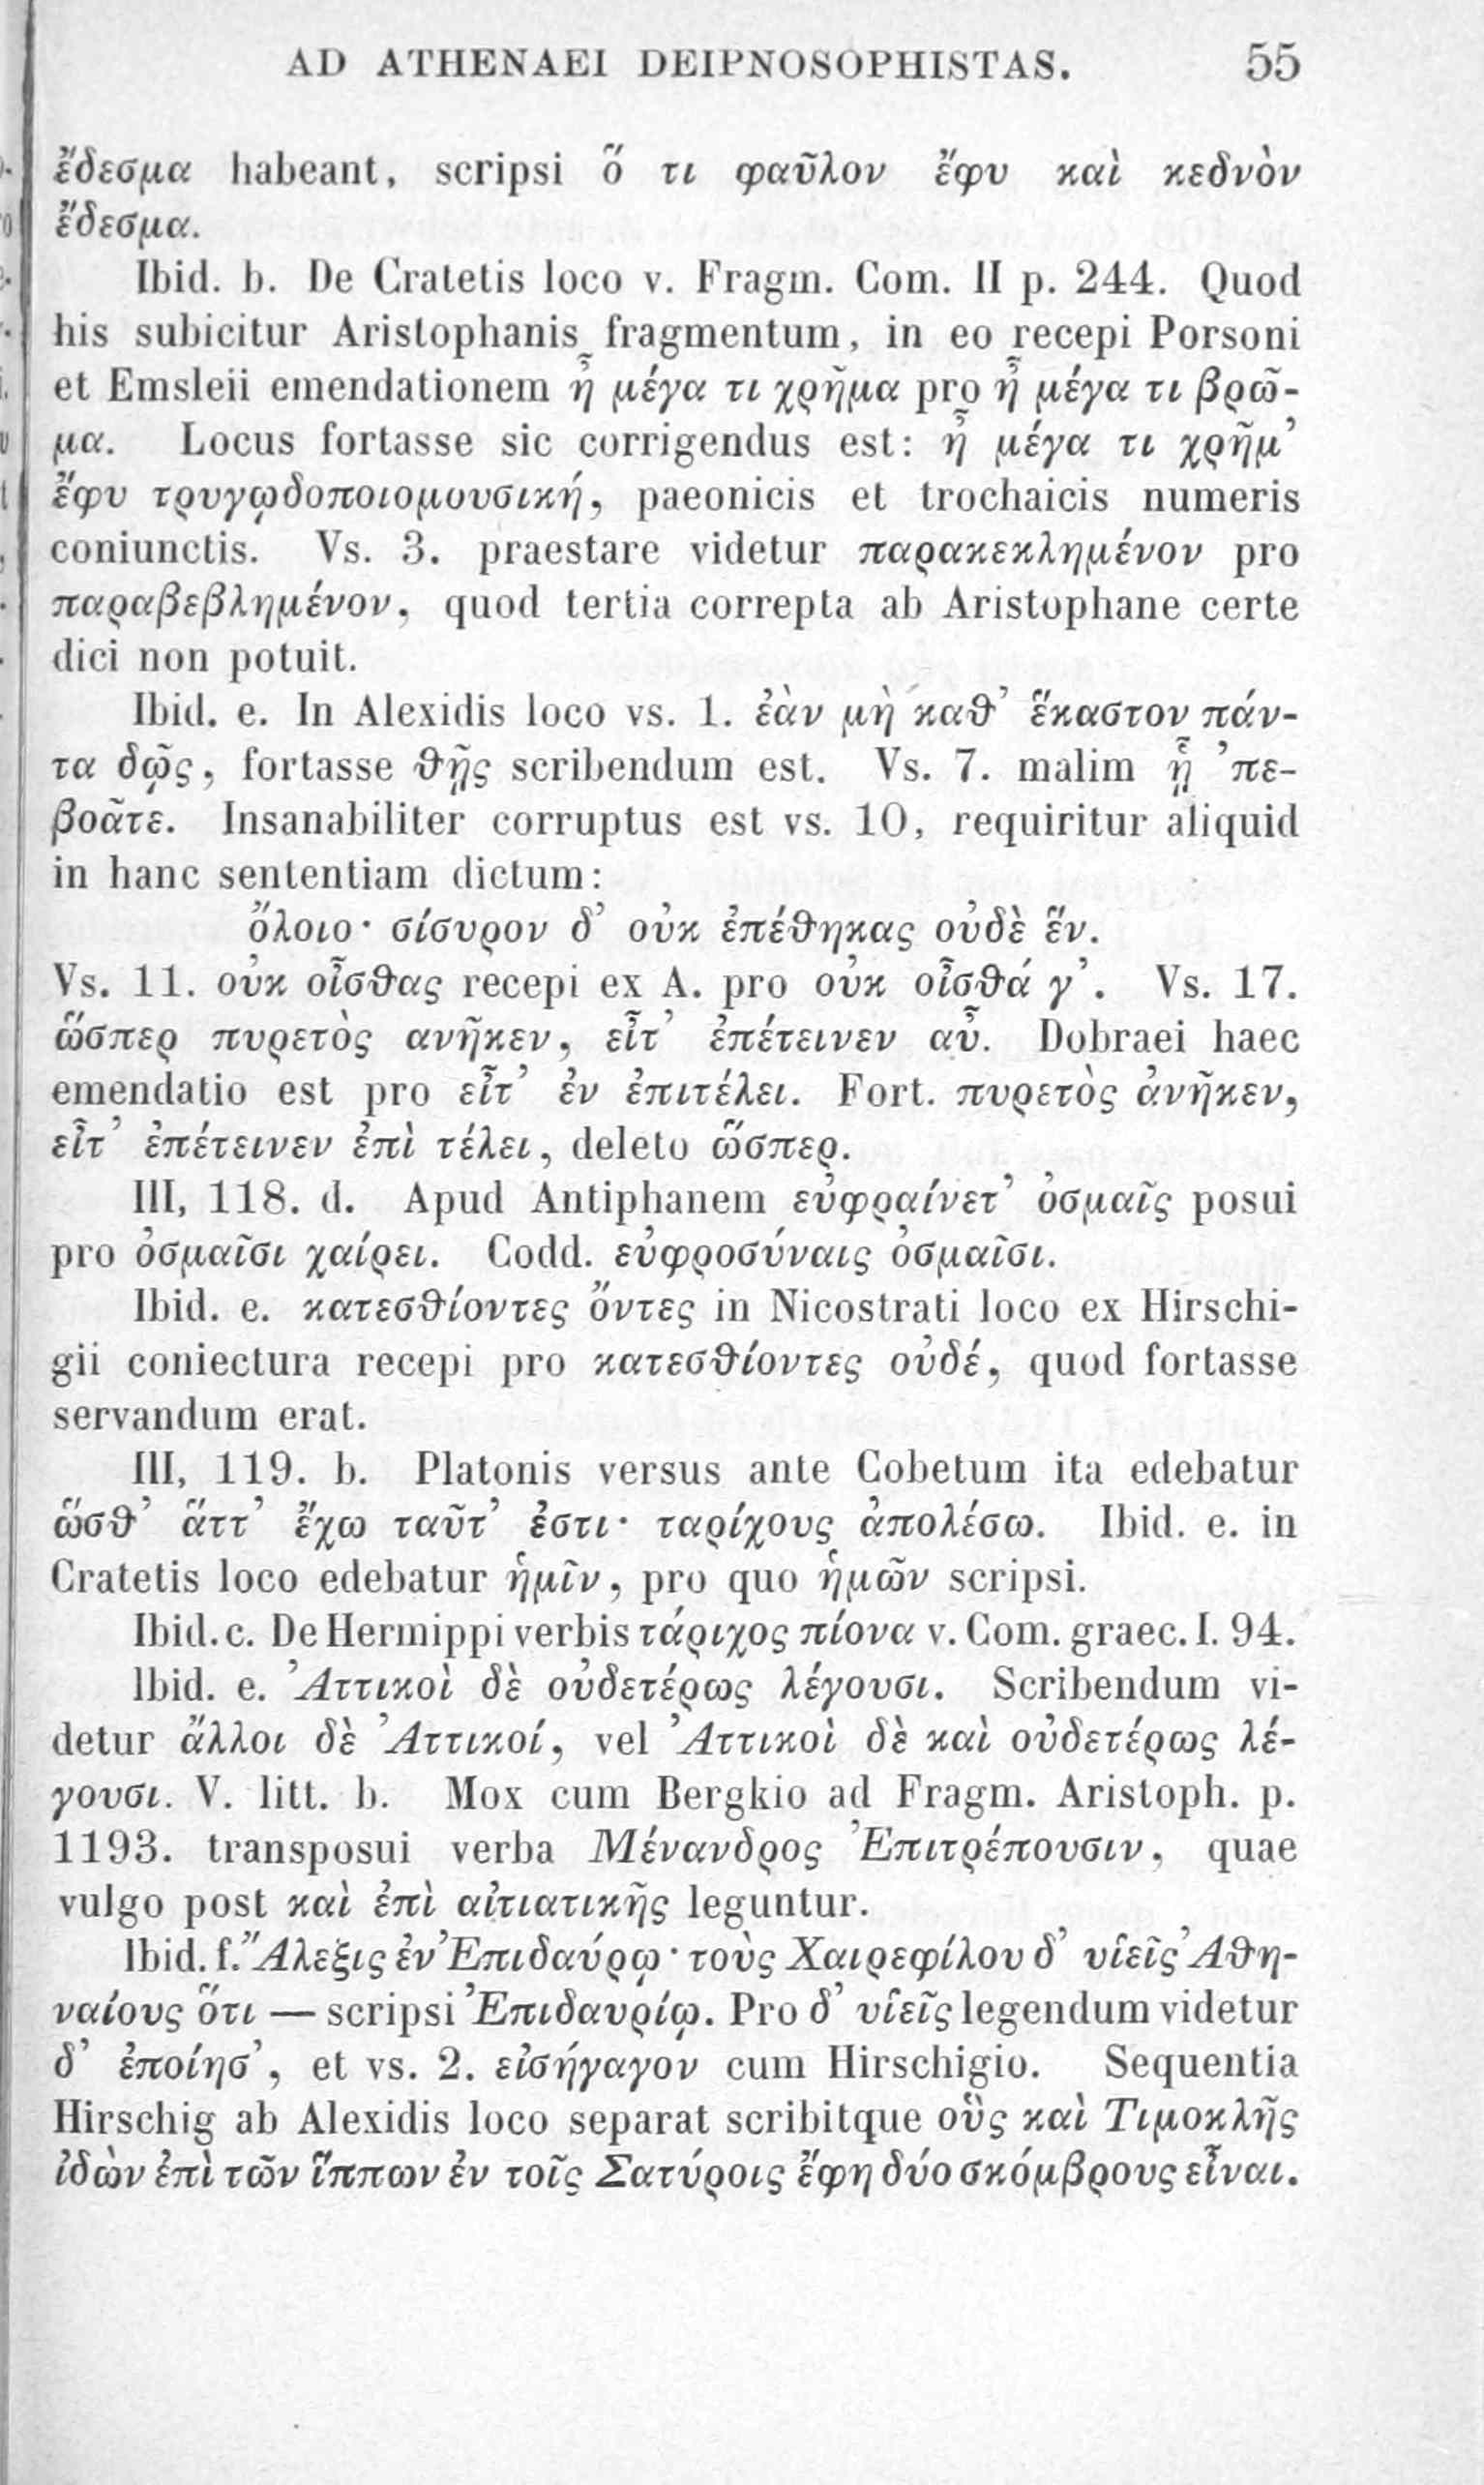 AD ATHENAEI DEIPNOSOPHISTAS. 55
ἔδεσμα habeant, scripsi ὅ τι φαῦλον ἔφυ καὶ κεδνὸν
ἔδεσμα.
Ibid. b. De Cratetis loco v. Fragm. Com. II p. 244. Quod
his subicitur Aristophanis fragmentum, in eo recepi Porsoni
et Emsleii emendationem ἦ μέγα τι χρῆμα pro ἦ μέγα τι βρῶ-
μα. Locus fortasse sic corrigendus est: ἦ μέγα τι χρῆμ’
ἔφυ τρυγῳδοποιομουσική, paeonicis et trochaicis numeris
coniunctis. Vs. 3. praestare videtur παρακεκλημένον pro
παραβεβλημένον, quod tertia correpta ab Aristophane certe
dici non potuit.
Ibid. e. In Alexidis loco vs. 1. ἐὰν μὴ καθ’ ἕκαστον πάν-
τα δῷς, fortasse θῇς scribendum est. Vs. 7. malim ᾗ ’πε-
βοᾶτε. Insanabiliter corruptus est vs. 10, requiritur aliquid
in hanc sententiam dictum:
ὄλοιο· σίσυρον δ’ οὐκ ἐπέθηκας οὐδὲ ἕν.
Vs. 11. οὐκ οἶσθας recepi ex A. pro οὐκ οἶσθά γ’. Vs. 17.
ὥσπερ πυρετὸς ανῆκεν, εἶτ’ ἐπέτεινεν αὖ. Dobraei haec
emendatio est pro εἶτ’ ἐν ἐπιτέλει. Fort. πυρετὸς ἀνῆκεν,
εἶτ’ ἐπέτεινεν ἐπὶ τέλει, deleto ὥσπερ.
III, 118. d. Apud Antiphanem εὐφραίνετ’ ὀσμαῖς posui
pro ὀσμαῖσι χαίρει. Codd. εὐφροσύναις ὀσμαῖσι.
Ibid. e. κατεσθίοντες ὄντες in Nicostrati loco ex Hirschi-
gii coniectura recepi pro κατεσθίοντες οὐδέ, quod fortasse
servandum erat.
III, 119. b. Platonis versus ante Cobetum ita edebatur
ὥσθ’ ἅττ’ ἔχω ταῦτ’ ἐστι· ταρίχους ἀπολέσω. Ibid. e. in
Cratetis loco edebatur ἡμῖν, pro quo ἡμῶν scripsi.
Ibid. c. De Hermippi verbis τάριχος πίονα v. Com. graec. I. 94.
Ibid. e. Ἀττικοὶ δὲ οὐδετέρως λέγουσι. Scribendum vi-
detur ἄλλοι δὲ Ἀττικοί, vel Ἀττικοὶ δὲ καὶ οὐδετέρως λέ-
γουσι. V. litt. b. Mox cum Bergkio ad Fragm. Aristoph. p.
1193. transposui verba Μένανδρος Ἐπιτρέπουσιν, quae
vulgo post καὶ ἐπὶ αἰτιατικῆς leguntur.
Ibid. f. Ἄλεξις ἐν Ἐπιδαύρῳ· τοὺς Χαιρεφίλου δ’ υἱεῖς Ἀθη-
ναίους ὅτι — scripsi Ἐπιδαυρίῳ. Pro δ’ υἱεῖς legendum videtur
δ’ ἐποίησ’, et vs. 2. εἰσήγαγον cum Hirschigio. Sequentia
Hirschig ab Alexidis loco separat scribitque οὓς καὶ Τιμοκλῆς
ἰδὼν ἐπὶ τῶν ἵππων ἐν τοῖς Σατύροις ἔφη δύο σκόμβρους εἶναι.